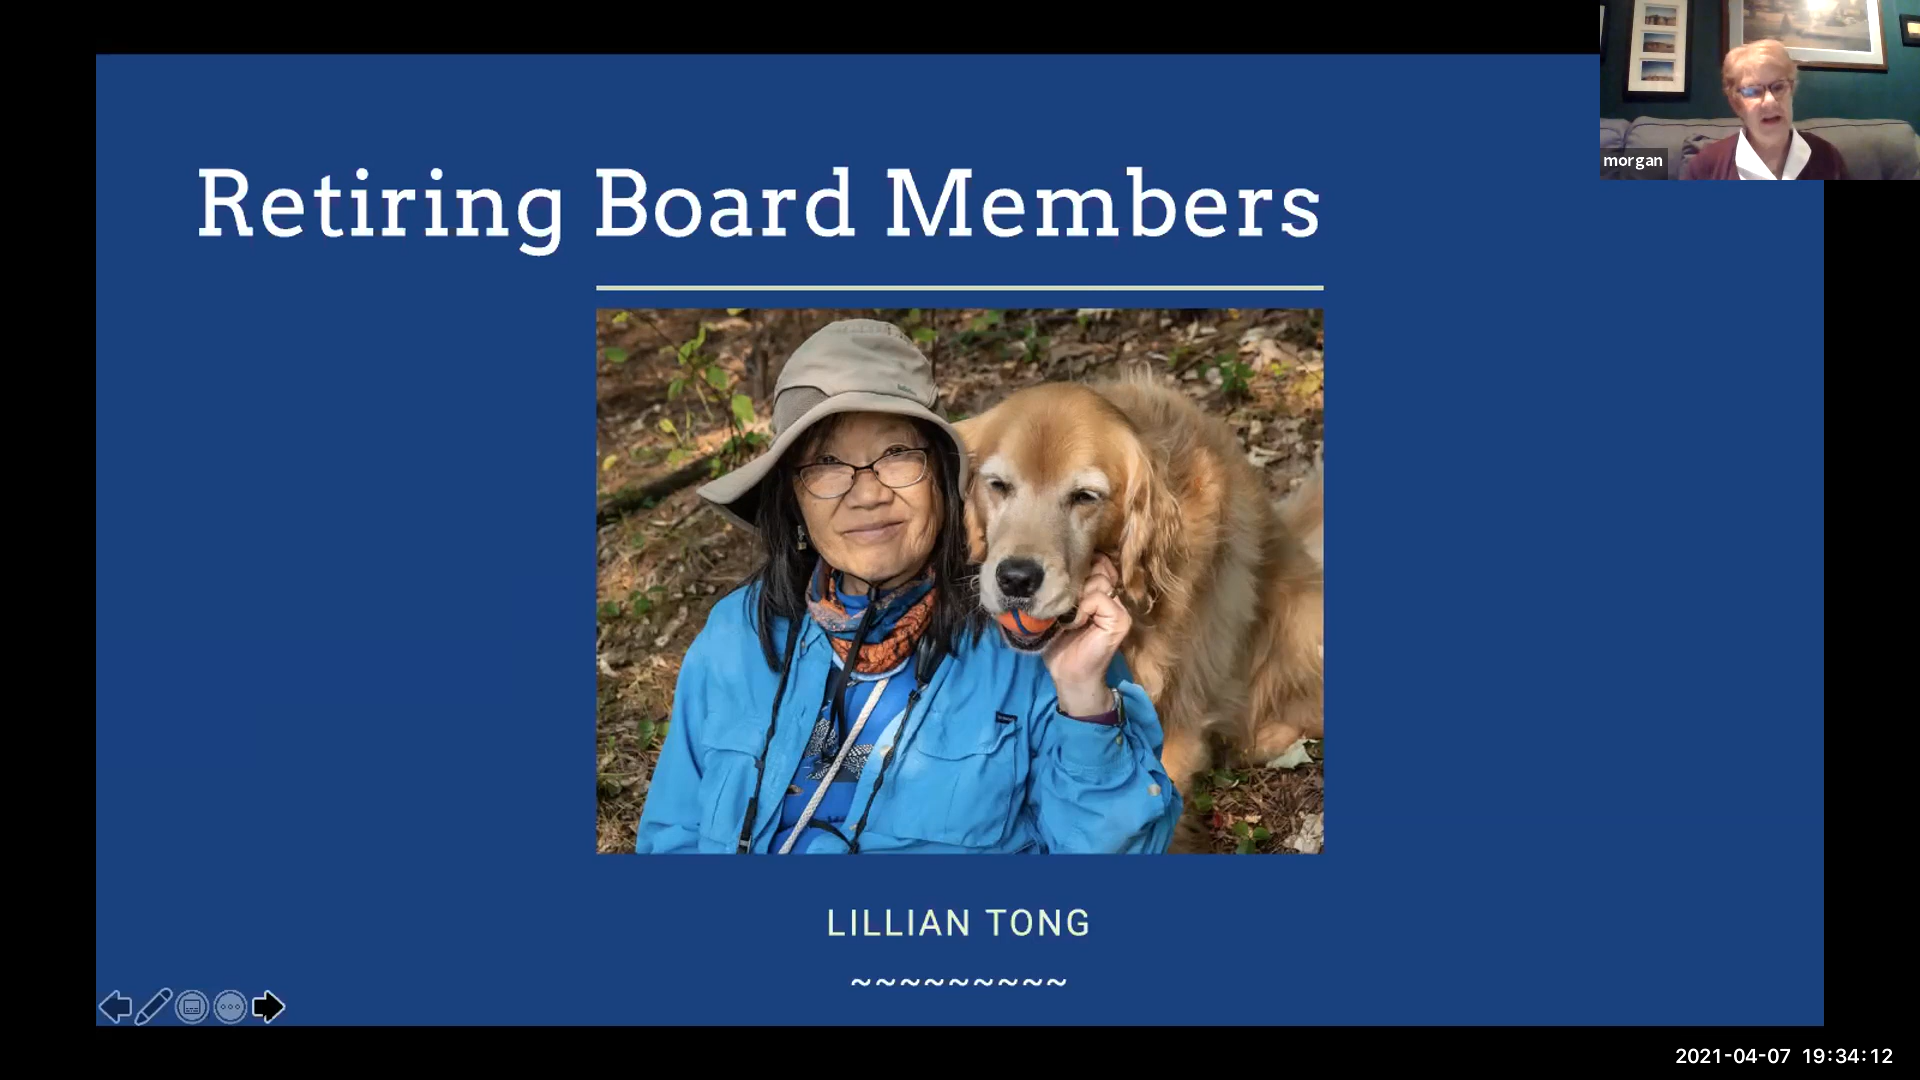 morgan
Retiring Board Members
LILLIAN TONG
~~~~~~~~~
2021-04-07 19:34:12